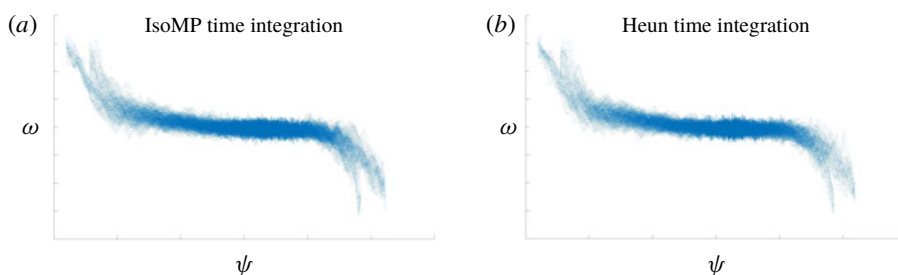 (a) IsoMP time integration
ω
ψ
(b) Heun time integration
ω
ψ